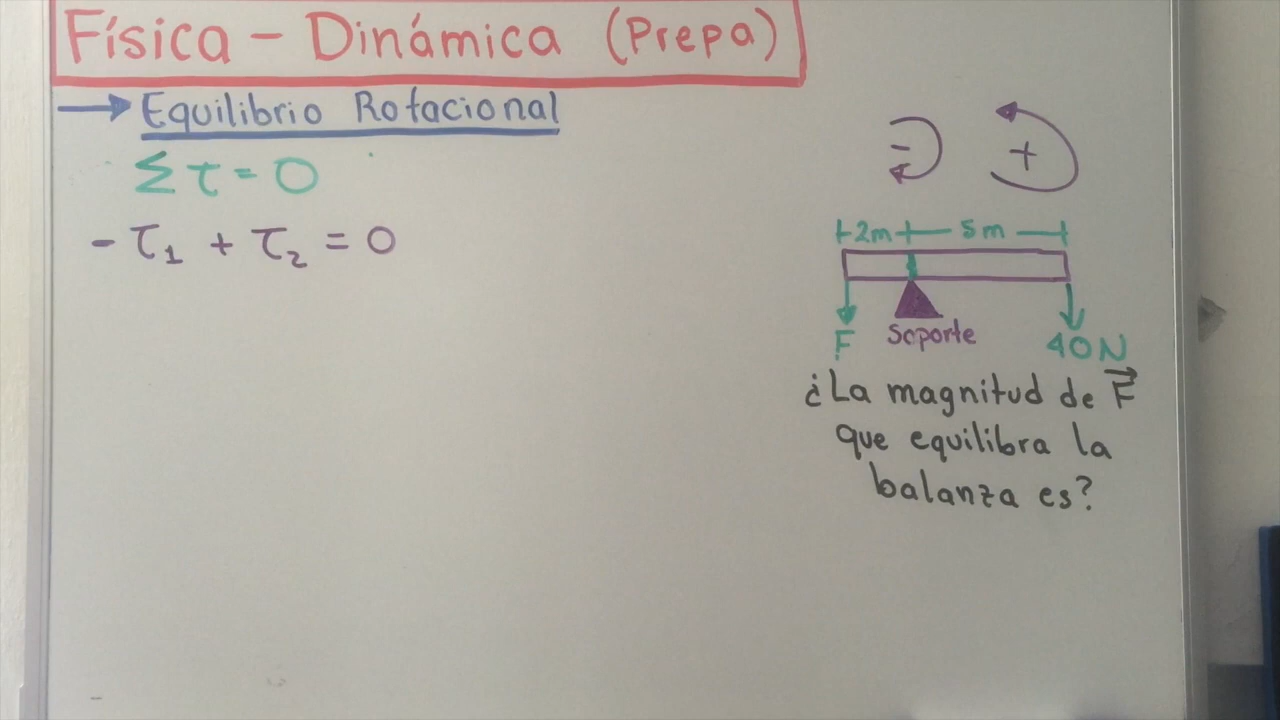 Física - Dinámica (Prepa)
→ Equilibrio Rotacional
Σ τ = 0
- τ₁ + τ₂ = 0
- +
2m 5m
F Soporte 40N
¿La magnitud de F⃗
que equilibra la
balanza es?